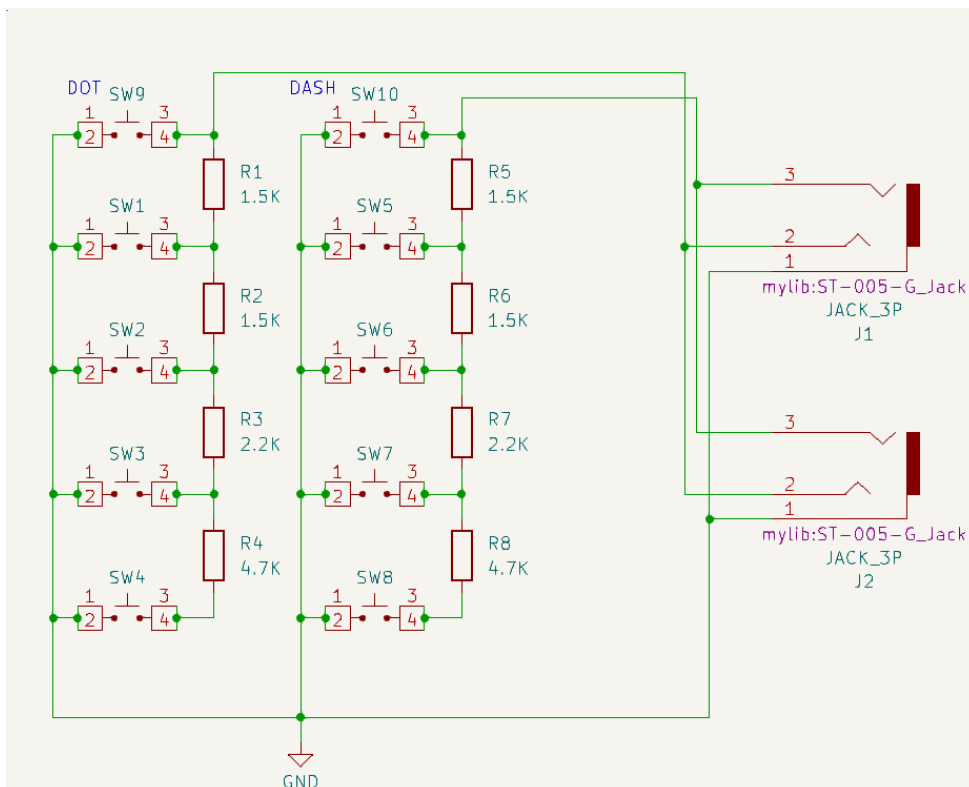 DOT
SW9
1
3
2
4
R1
1.5K
SW1
1
3
2
4
R2
1.5K
SW2
1
3
2
4
R3
2.2K
SW3
1
3
2
4
R4
4.7K
SW4
1
3
2
4
DASH
SW10
1
3
2
4
R5
1.5K
SW5
1
3
2
4
R6
1.5K
SW6
1
3
2
4
R7
2.2K
SW7
1
3
2
4
R8
4.7K
SW8
1
3
2
4
GND
3
2
1
mylib:ST-005-G_Jack
JACK_3P
J1
3
2
1
mylib:ST-005-G_Jack
JACK_3P
J2